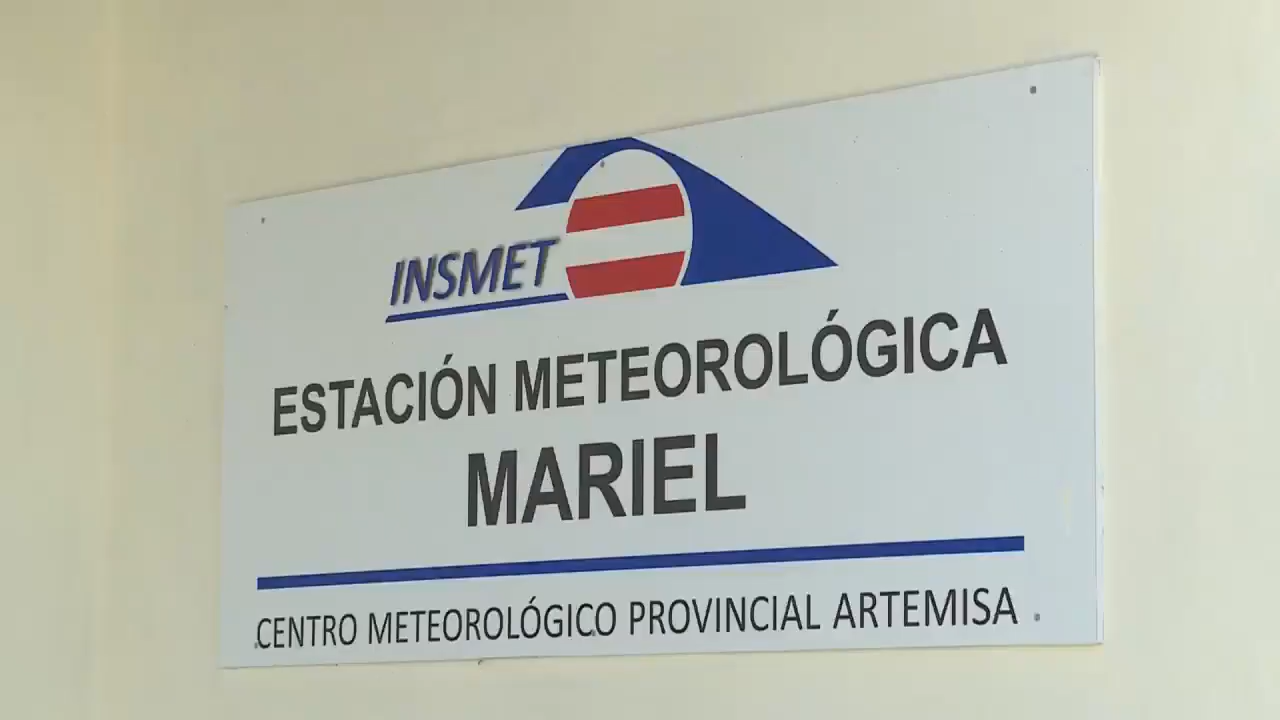 INSMET
ESTACIÓN METEOROLÓGICA
MARIEL
CENTRO METEOROLÓGICO PROVINCIAL ARTEMISA